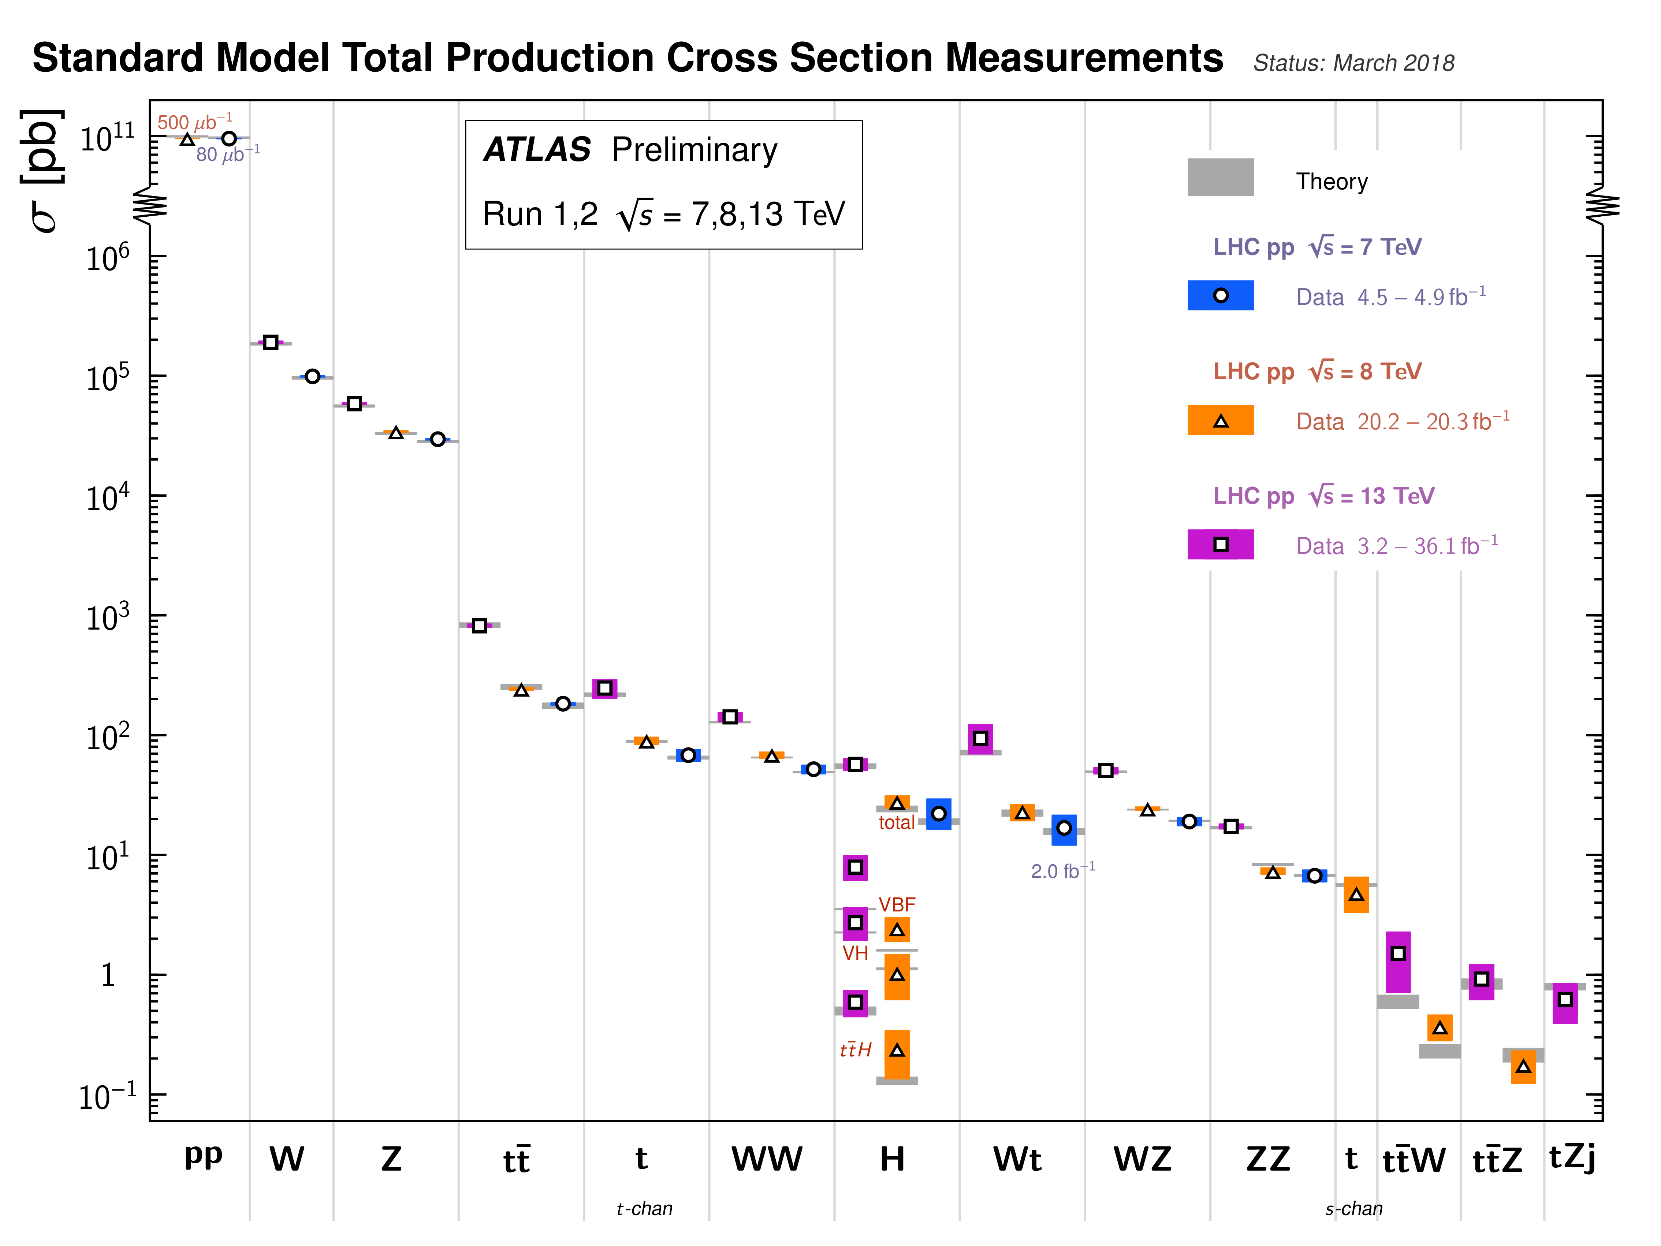 Standard Model Total Production Cross Section Measurements Status: March 2018
σ [pb]
10¹¹
10⁶
10⁵
10⁴
10³
10²
10¹
1
10⁻¹
500 μb⁻¹
80 μb⁻¹
ATLAS Preliminary
Run 1,2 √s = 7,8,13 TeV
Theory
LHC pp √s = 7 TeV
Data 4.5 − 4.9 fb⁻¹
LHC pp √s = 8 TeV
Data 20.2 − 20.3 fb⁻¹
LHC pp √s = 13 TeV
Data 3.2 − 36.1 fb⁻¹
total
2.0 fb⁻¹
VBF
VH
tt̄H
pp W Z tt̄ t WW H Wt WZ ZZ t tt̄W tt̄Z tZj
t-chan s-chan